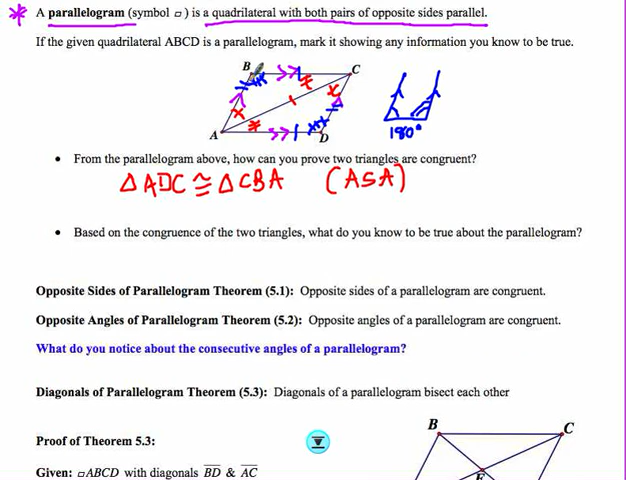 A parallelogram (symbol ▱ ) is a quadrilateral with both pairs of opposite sides parallel.
If the given quadrilateral ABCD is a parallelogram, mark it showing any information you know to be true.
B
C
A
D
180°
• From the parallelogram above, how can you prove two triangles are congruent?
△ADC ≅ △CBA (ASA)
• Based on the congruence of the two triangles, what do you know to be true about the parallelogram?
Opposite Sides of Parallelogram Theorem (5.1): Opposite sides of a parallelogram are congruent.
Opposite Angles of Parallelogram Theorem (5.2): Opposite angles of a parallelogram are congruent.
What do you notice about the consecutive angles of a parallelogram?
Diagonals of Parallelogram Theorem (5.3): Diagonals of a parallelogram bisect each other
B
C
Proof of Theorem 5.3:
E
Given: ▱ABCD with diagonals BD & AC